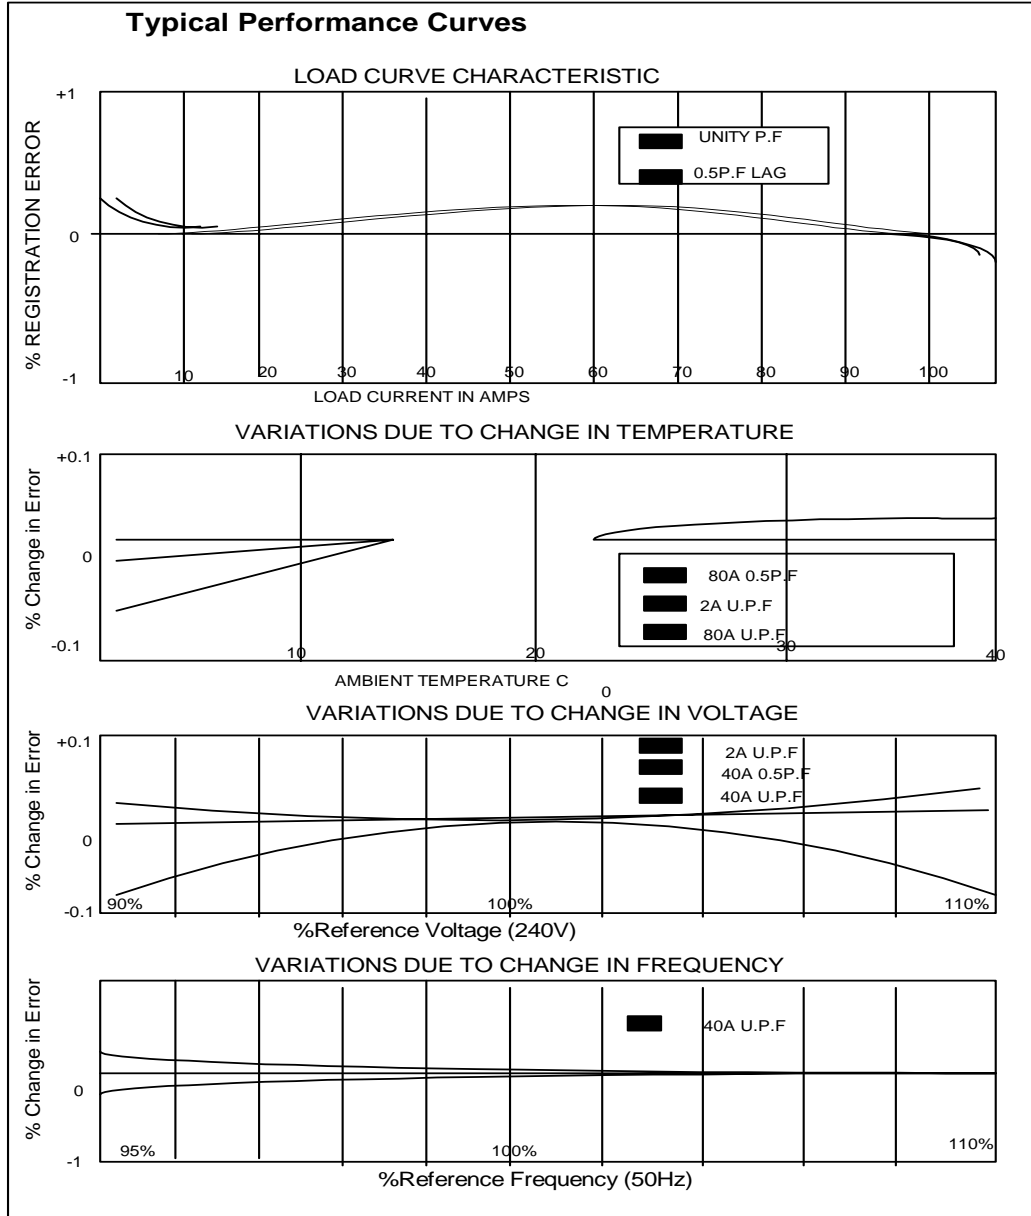 Typical Performance Curves
LOAD CURVE CHARACTERISTIC
+1
% REGISTRATION ERROR
UNITY P.F
0.5P.F LAG
0
-1
10 20 30 40 50 60 70 80 90 100
LOAD CURRENT IN AMPS
VARIATIONS DUE TO CHANGE IN TEMPERATURE
+0.1
% Change in Error
0
80A 0.5P.F
2A U.P.F
80A U.P.F
-0.1
10 20 30 40
AMBIENT TEMPERATURE C
0
VARIATIONS DUE TO CHANGE IN VOLTAGE
+0.1
% Change in Error
2A U.P.F
40A 0.5P.F
40A U.P.F
0
90% 100% 110%
-0.1
%Reference Voltage (240V)
VARIATIONS DUE TO CHANGE IN FREQUENCY
% Change in Error
40A U.P.F
0
95% 100% 110%
-1
%Reference Frequency (50Hz)